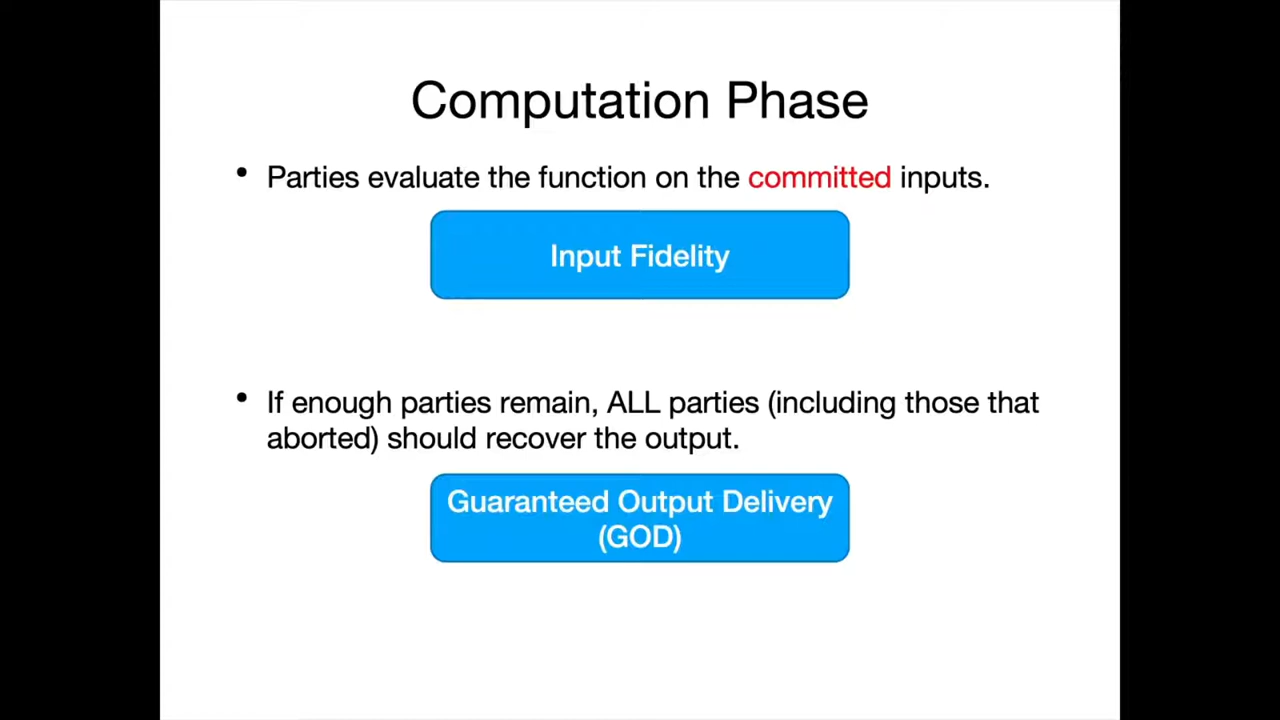 Computation Phase
• Parties evaluate the function on the committed inputs.
Input Fidelity
• If enough parties remain, ALL parties (including those that
aborted) should recover the output.
Guaranteed Output Delivery
(GOD)